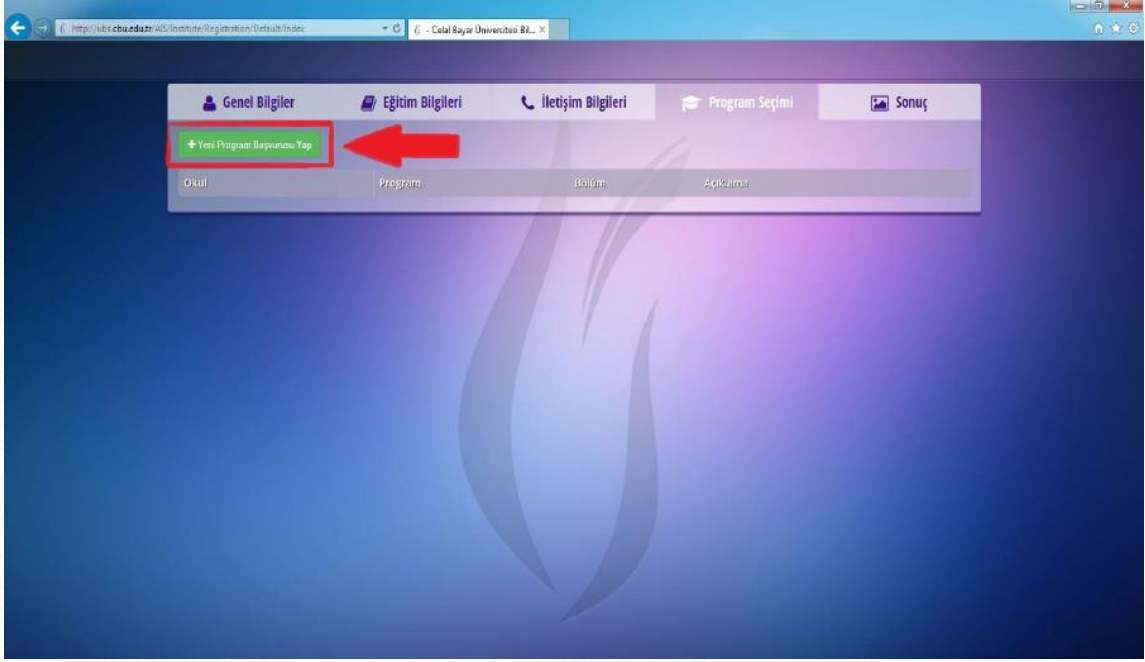 http://ubs.cbu.edu.tr/AIS/Institute/Registration/Default/Index
- Celal Bayar Üniversitesi Bil...
Genel Bilgiler Eğitim Bilgileri İletişim Bilgileri Program Seçimi Sonuç
Yeni Program Başvurusu Yap
Okul Program Bölüm Açıklama